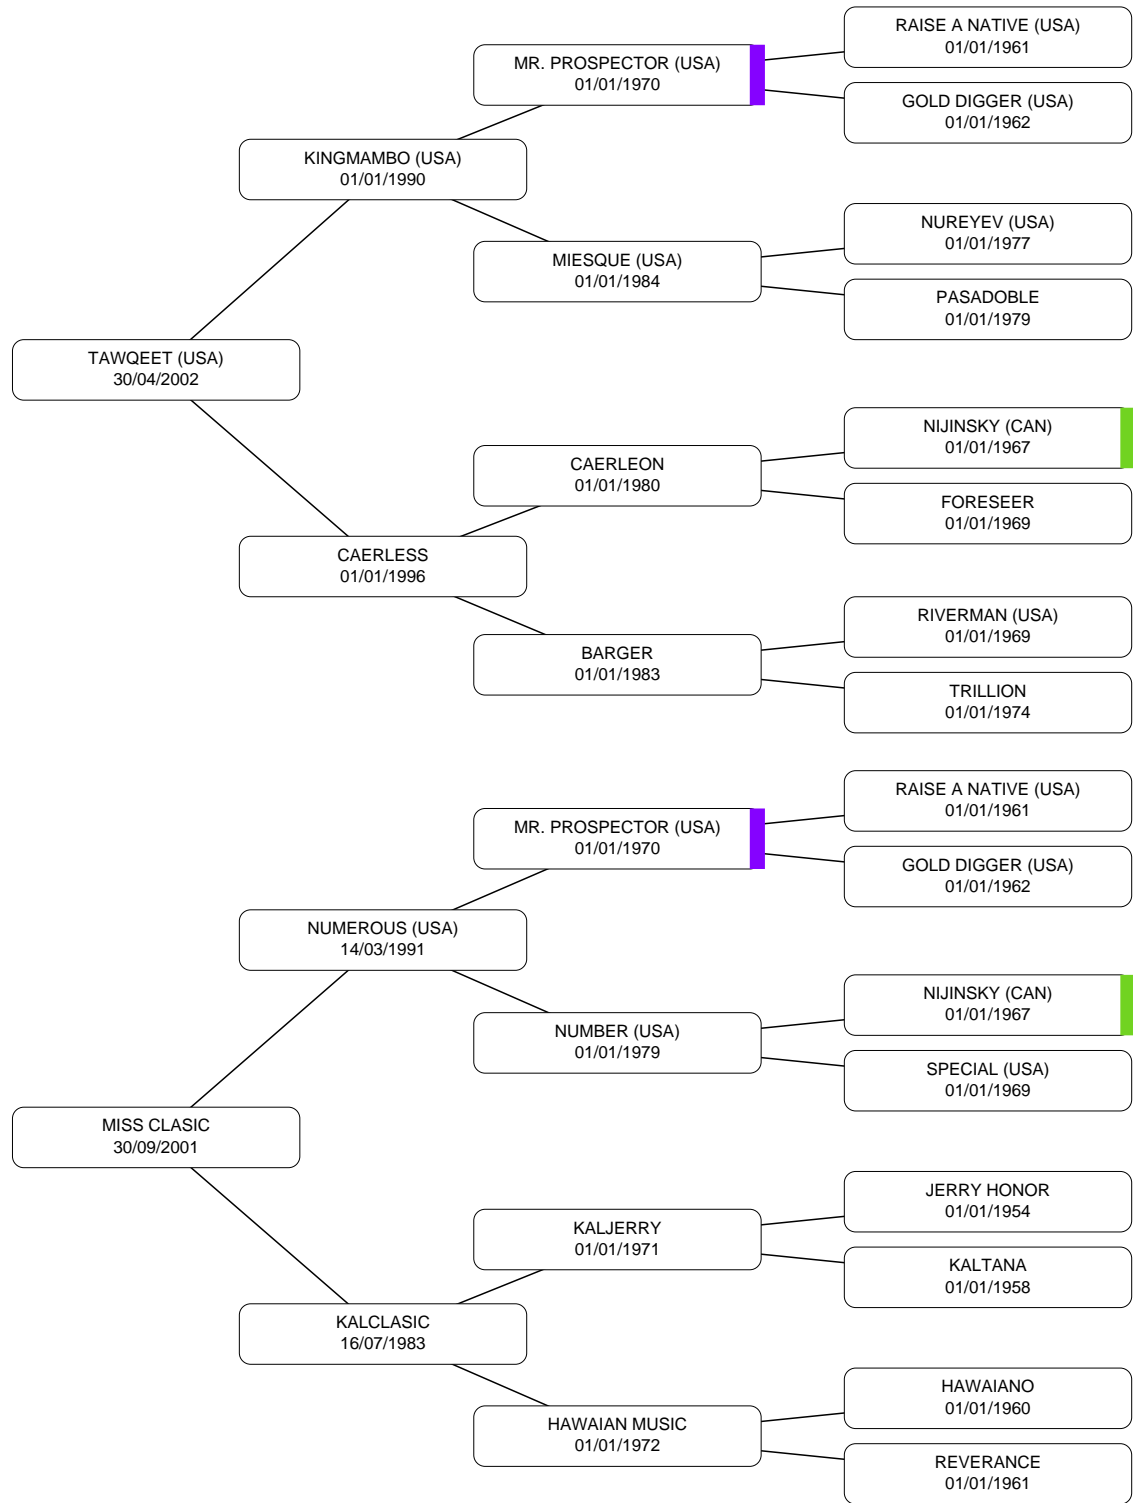 RAISE A NATIVE (USA)
01/01/1961
MR. PROSPECTOR (USA)
01/01/1970
GOLD DIGGER (USA)
01/01/1962
KINGMAMBO (USA)
01/01/1990
NUREYEV (USA)
01/01/1977
MIESQUE (USA)
01/01/1984
PASADOBLE
01/01/1979
TAWQEET (USA)
30/04/2002
NIJINSKY (CAN)
01/01/1967
CAERLEON
01/01/1980
FORESEER
01/01/1969
CAERLESS
01/01/1996
RIVERMAN (USA)
01/01/1969
BARGER
01/01/1983
TRILLION
01/01/1974
RAISE A NATIVE (USA)
01/01/1961
MR. PROSPECTOR (USA)
01/01/1970
GOLD DIGGER (USA)
01/01/1962
NUMEROUS (USA)
14/03/1991
NIJINSKY (CAN)
01/01/1967
NUMBER (USA)
01/01/1979
SPECIAL (USA)
01/01/1969
MISS CLASIC
30/09/2001
JERRY HONOR
01/01/1954
KALJERRY
01/01/1971
KALTANA
01/01/1958
KALCLASIC
16/07/1983
HAWAIANO
01/01/1960
HAWAIAN MUSIC
01/01/1972
REVERANCE
01/01/1961